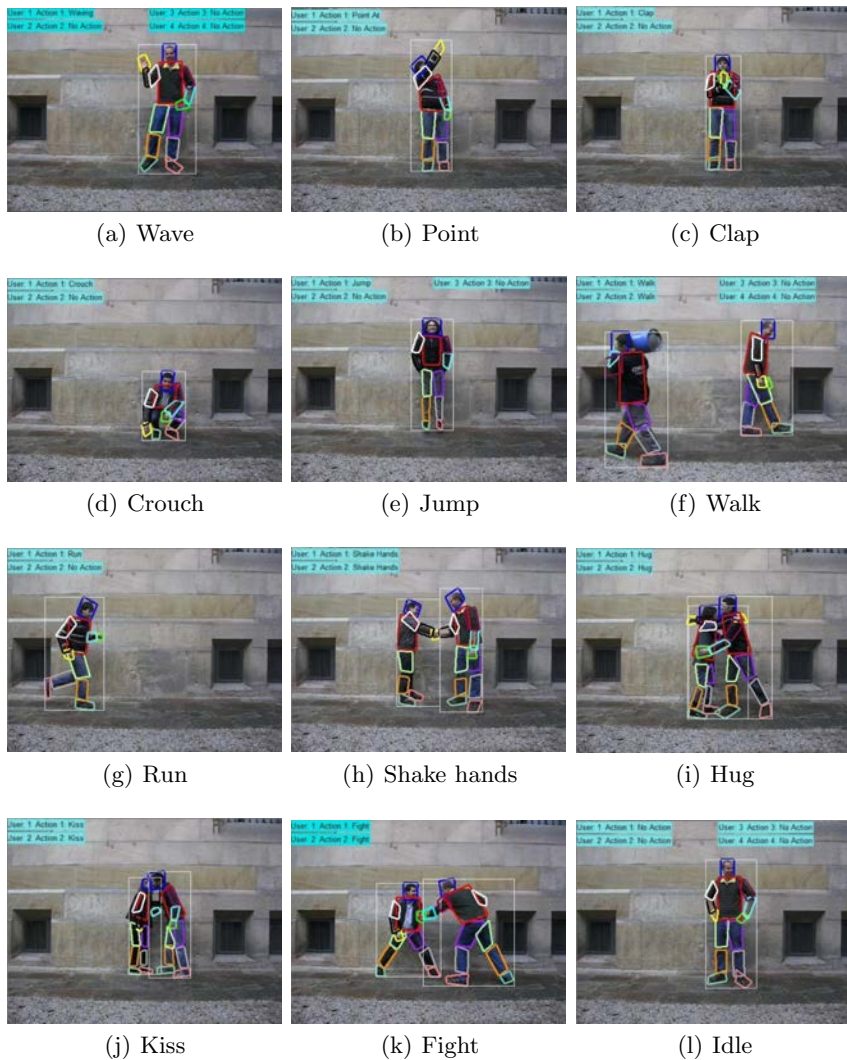 User: 1 Action 1: Waving User: 3 Action 3: No Action
User: 2 Action 2: No Action User: 4 Action 4: No Action
User: 1 Action 1: Point At
User: 2 Action 2: No Action
User: 1 Action 1: Clap
User: 2 Action 2: No Action
(a) Wave (b) Point (c) Clap
User: 1 Action 1: Crouch
User: 2 Action 2: No Action
User: 1 Action 1: Jump User: 3 Action 3: No Action
User: 2 Action 2: No Action
User: 1 Action 1: Walk User: 3 Action 3: No Action
User: 2 Action 2: Walk User: 4 Action 4: No Action
(d) Crouch (e) Jump (f) Walk
User: 1 Action 1: Run
User: 2 Action 2: No Action
User: 1 Action 1: Shake Hands
User: 2 Action 2: Shake Hands
User: 1 Action 1: Hug
User: 2 Action 2: Hug
(g) Run (h) Shake hands (i) Hug
User: 1 Action 1: Kiss
User: 2 Action 2: Kiss
User: 1 Action 1: Fight
User: 2 Action 2: Fight
User: 1 Action 1: No Action User: 3 Action 3: No Action
User: 2 Action 2: No Action User: 4 Action 4: No Action
(j) Kiss (k) Fight (l) Idle